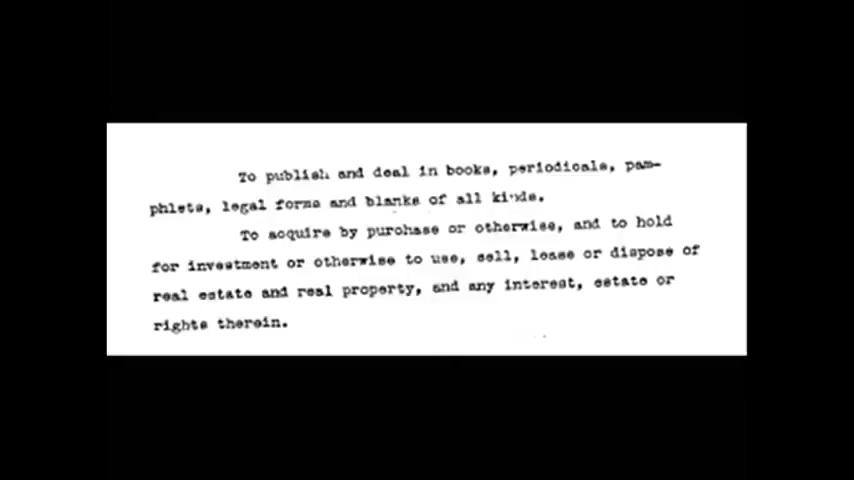 To publish and deal in books, periodicals, pam-
phlets, legal forms and blanks of all kinds.
To acquire by purchase or otherwise, and to hold
for investment or otherwise to use, sell, lease or dispose of
real estate and real property, and any interest, estate or
rights therein.